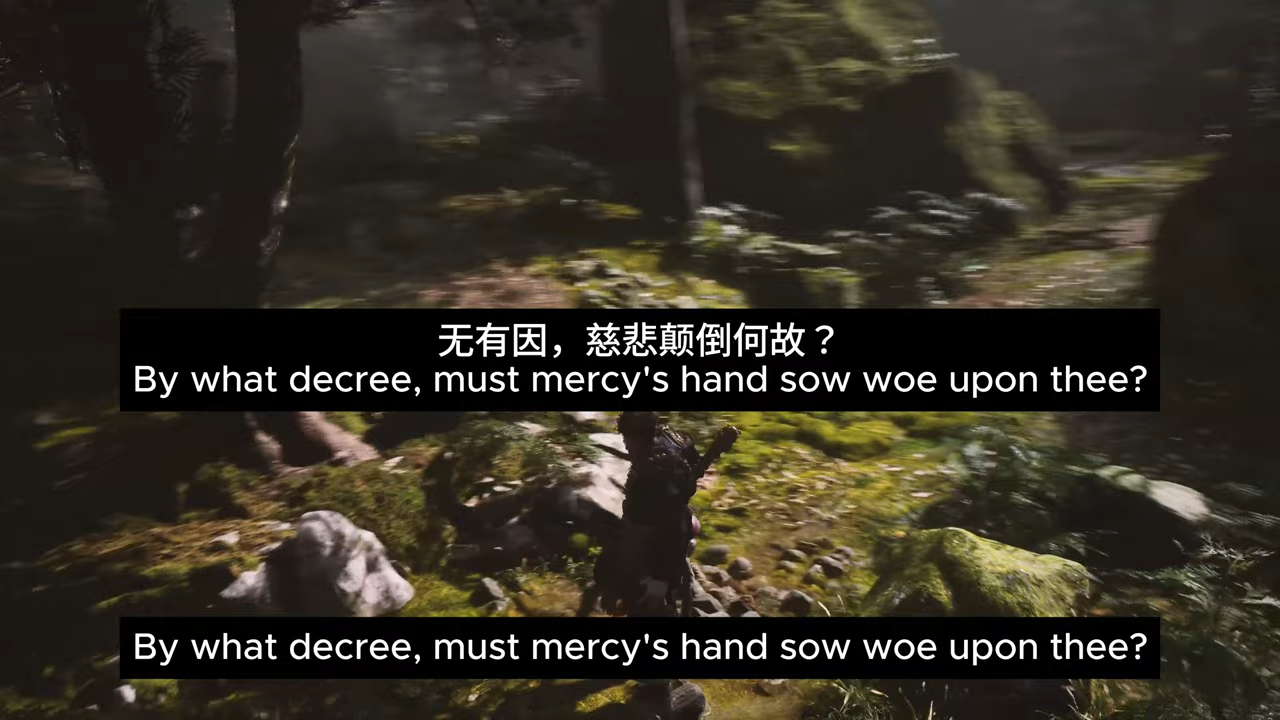 无有因，慈悲颠倒何故？
By what decree, must mercy's hand sow woe upon thee?
By what decree, must mercy's hand sow woe upon thee?